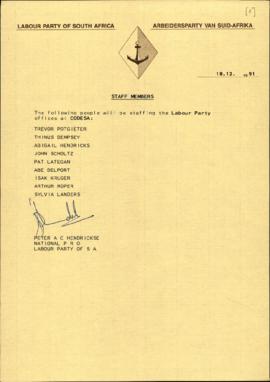 [1]
LABOUR PARTY OF SOUTH AFRICA ARBEIDERSPARTY VAN SUID-AFRIKA
18.12. 1991
STAFF MEMBERS
The following people will be staffing the Labour Party
offices at CODESA:
TREVOR POTGIETER
THINUS DEMPSEY
ABIGAIL HENDRICKS
JOHN SCHOLTZ
PAT LATEGAN
ABE DELPORT
ISAK KRUGER
ARTHUR ROPER
SYLVIA LANDERS
PETER A C HENDRICKSE
NATIONAL P R O
LABOUR PARTY OF S A